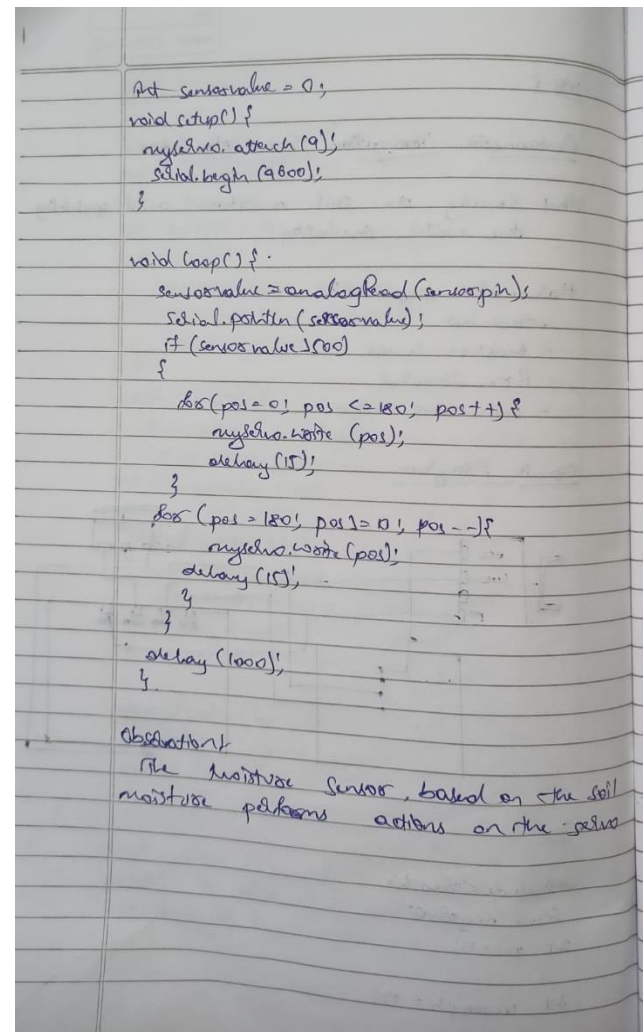 int sensorvalue = 0;
void setup() {
myservo.attach(9);
serial.begin(9600);
}
void loop() {
sensorvalue = analogRead(sensorpin);
serial.println(sensorvalue);
if (sensorvalue > 500)
{
for(pos = 0; pos <= 180; pos++) {
myservo.write (pos);
delay (15);
}
for (pos = 180; pos >= 0; pos --) {
myservo.write (pos);
delay (15);
}
}
delay (1000);
}
Observation:
The moisture sensor, based on the soil
moisture performs actions on the servo